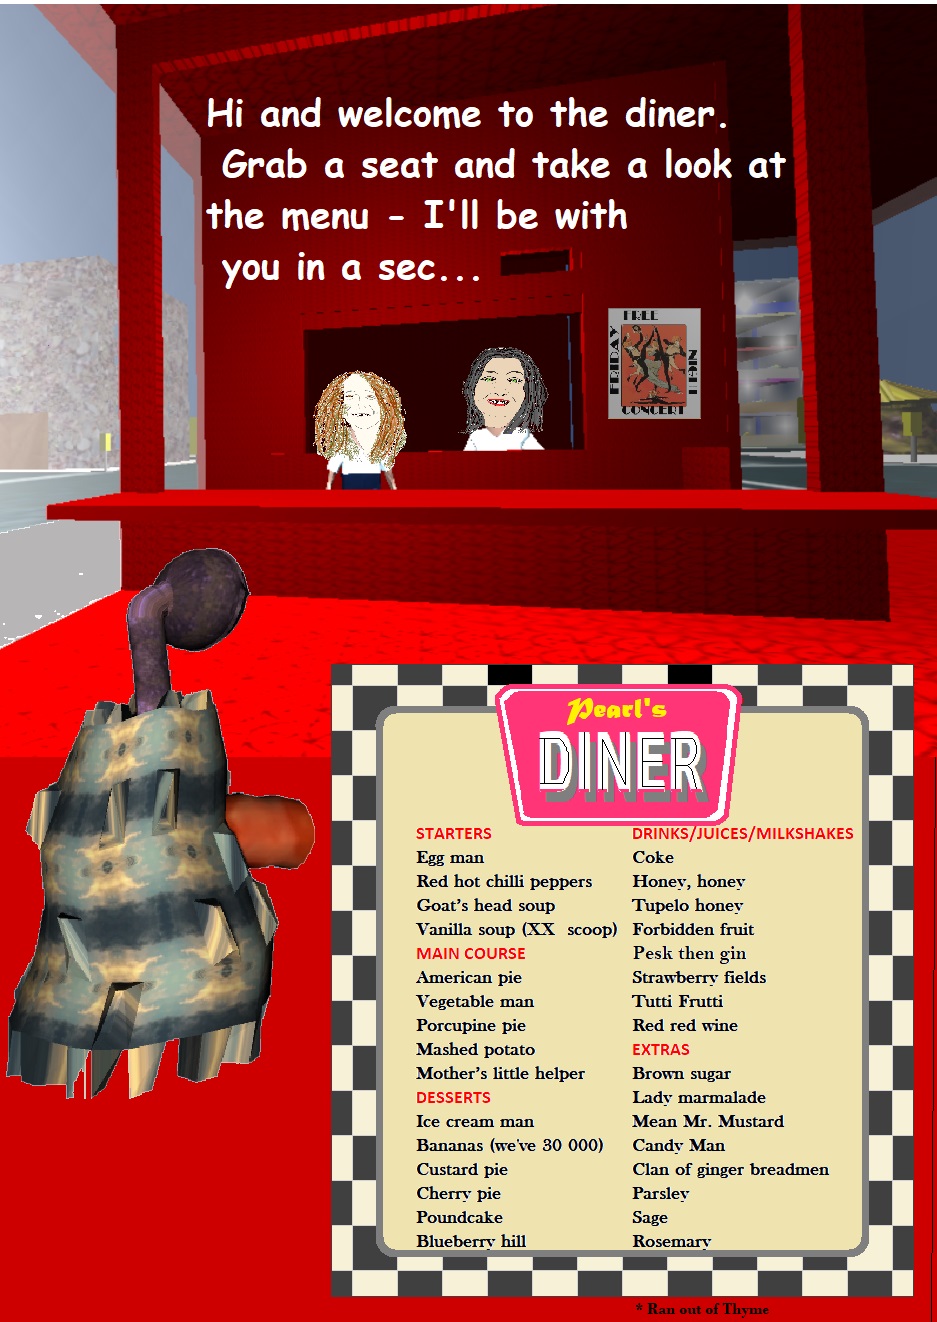 Hi and welcome to the diner.
Grab a seat and take a look at
the menu - I'll be with
you in a sec...
FREE
FRIDAY
NIGHT
CONCERT
Pearl's
DINER
STARTERS
Egg man
Red hot chilli peppers
Goat's head soup
Vanilla soup (XX scoop)
MAIN COURSE
American pie
Vegetable man
Porcupine pie
Mashed potato
Mother's little helper
DESSERTS
Ice cream man
Bananas (we've 30 000)
Custard pie
Cherry pie
Poundcake
Blueberry hill
DRINKS/JUICES/MILKSHAKES
Coke
Honey, honey
Tupelo honey
Forbidden fruit
Pesk then gin
Strawberry fields
Tutti Frutti
Red red wine
EXTRAS
Brown sugar
Lady marmalade
Mean Mr. Mustard
Candy Man
Clan of ginger breadmen
Parsley
Sage
Rosemary
* Ran out of Thyme